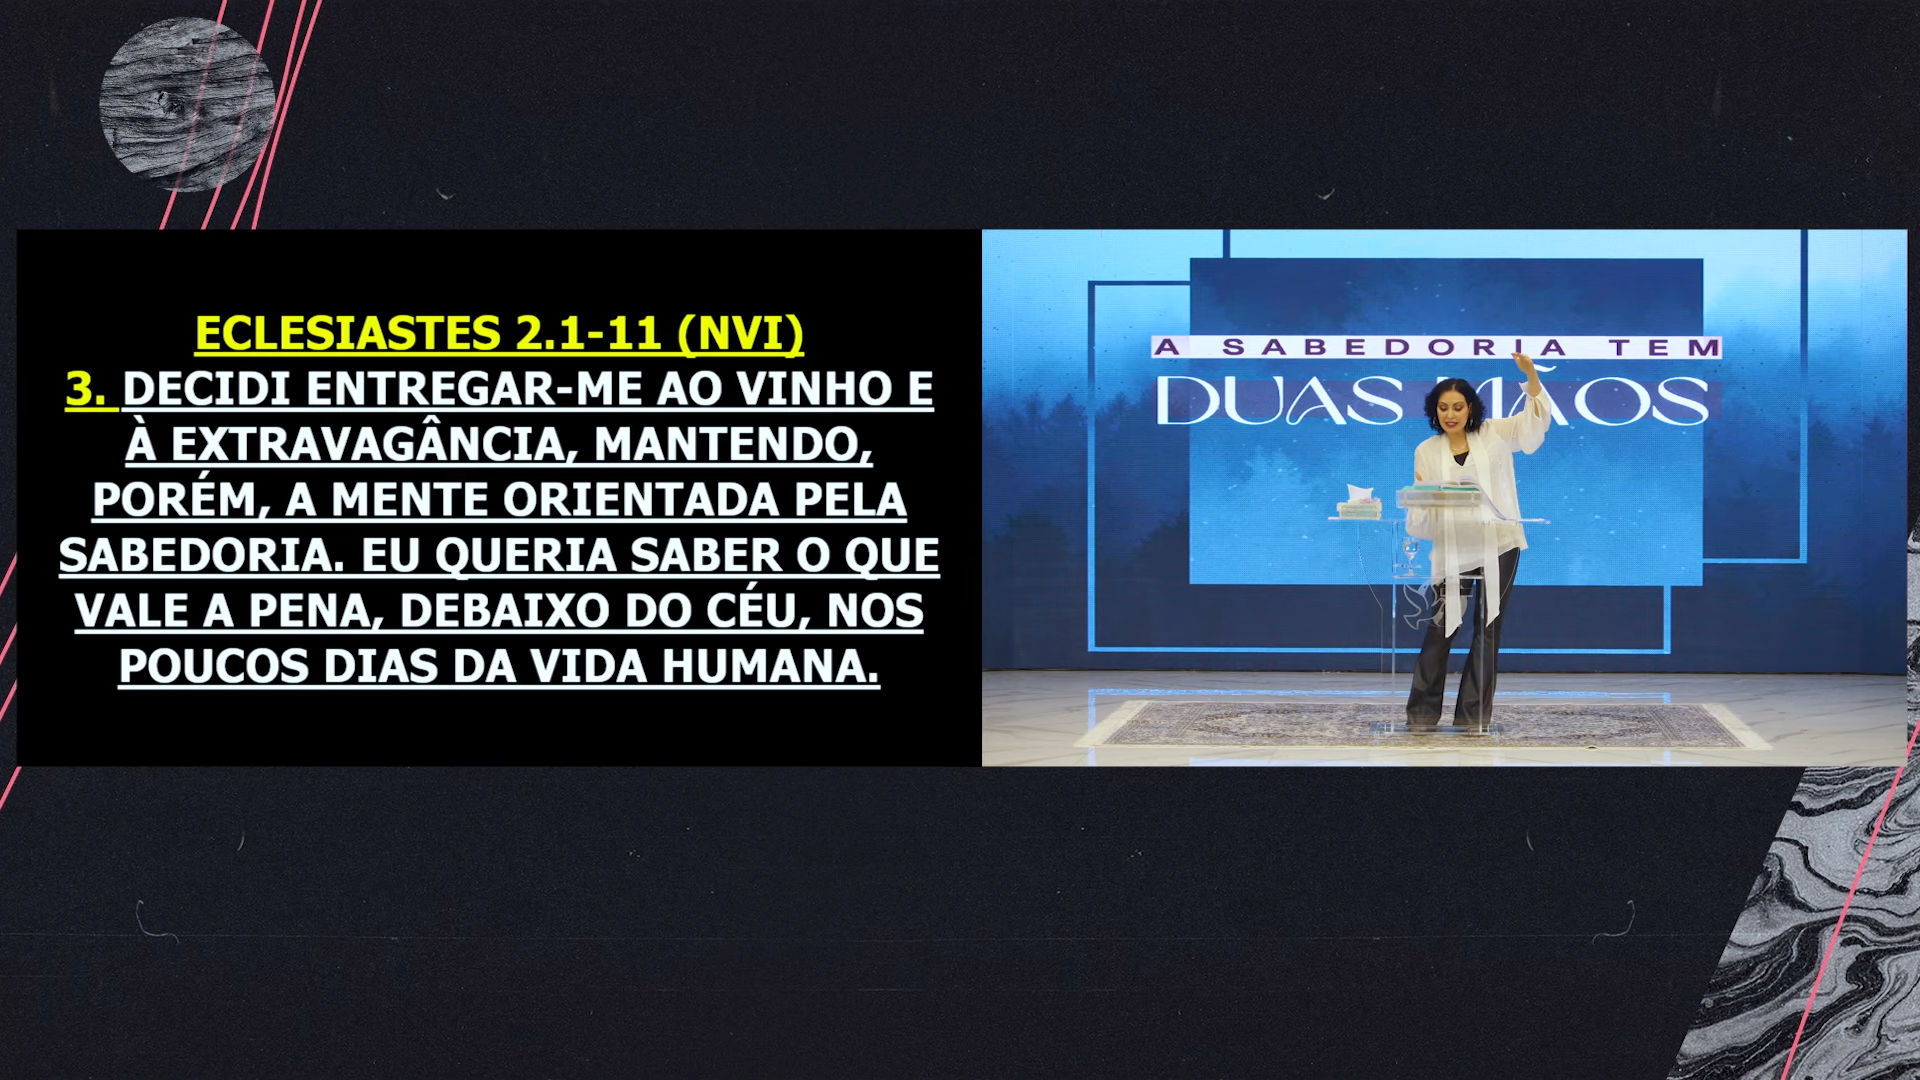 ECLESIASTES 2.1-11 (NVI)
3. DECIDI ENTREGAR-ME AO VINHO E
À EXTRAVAGÂNCIA, MANTENDO,
PORÉM, A MENTE ORIENTADA PELA
SABEDORIA. EU QUERIA SABER O QUE
VALE A PENA, DEBAIXO DO CÉU, NOS
POUCOS DIAS DA VIDA HUMANA.
A SABEDORIA TEM
DUAS MÃOS